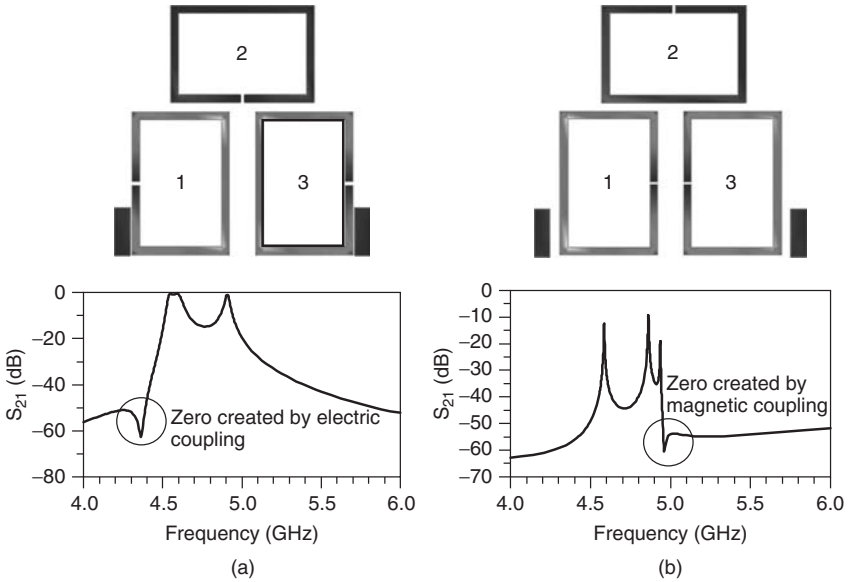 2
1
3
0
−20
−40
−60
−80
S21 (dB)
Zero created by electric
coupling
4.0
4.5
5.0
5.5
6.0
Frequency (GHz)
(a)
2
1
3
0
−10
−20
−30
−40
−50
−60
−70
S21 (dB)
Zero created by
magnetic coupling
4.0
4.5
5.0
5.5
6.0
Frequency (GHz)
(b)